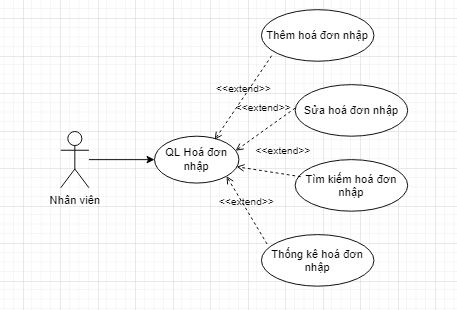 Thêm hoá đơn nhập
<<extend>>
<<extend>>
Sửa hoá đơn nhập
QL Hoá đơn
nhập
<<extend>>
Tìm kiếm hoá đơn
nhập
Nhân viên
<<extend>>
Thống kê hoá đơn
nhập